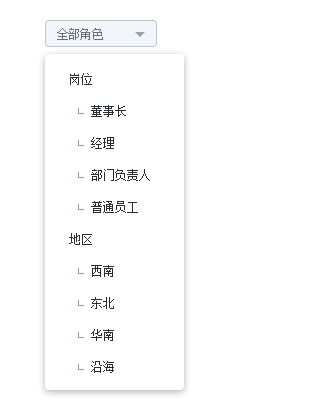 全部角色
岗位
董事长
经理
部门负责人
普通员工
地区
西南
东北
华南
沿海